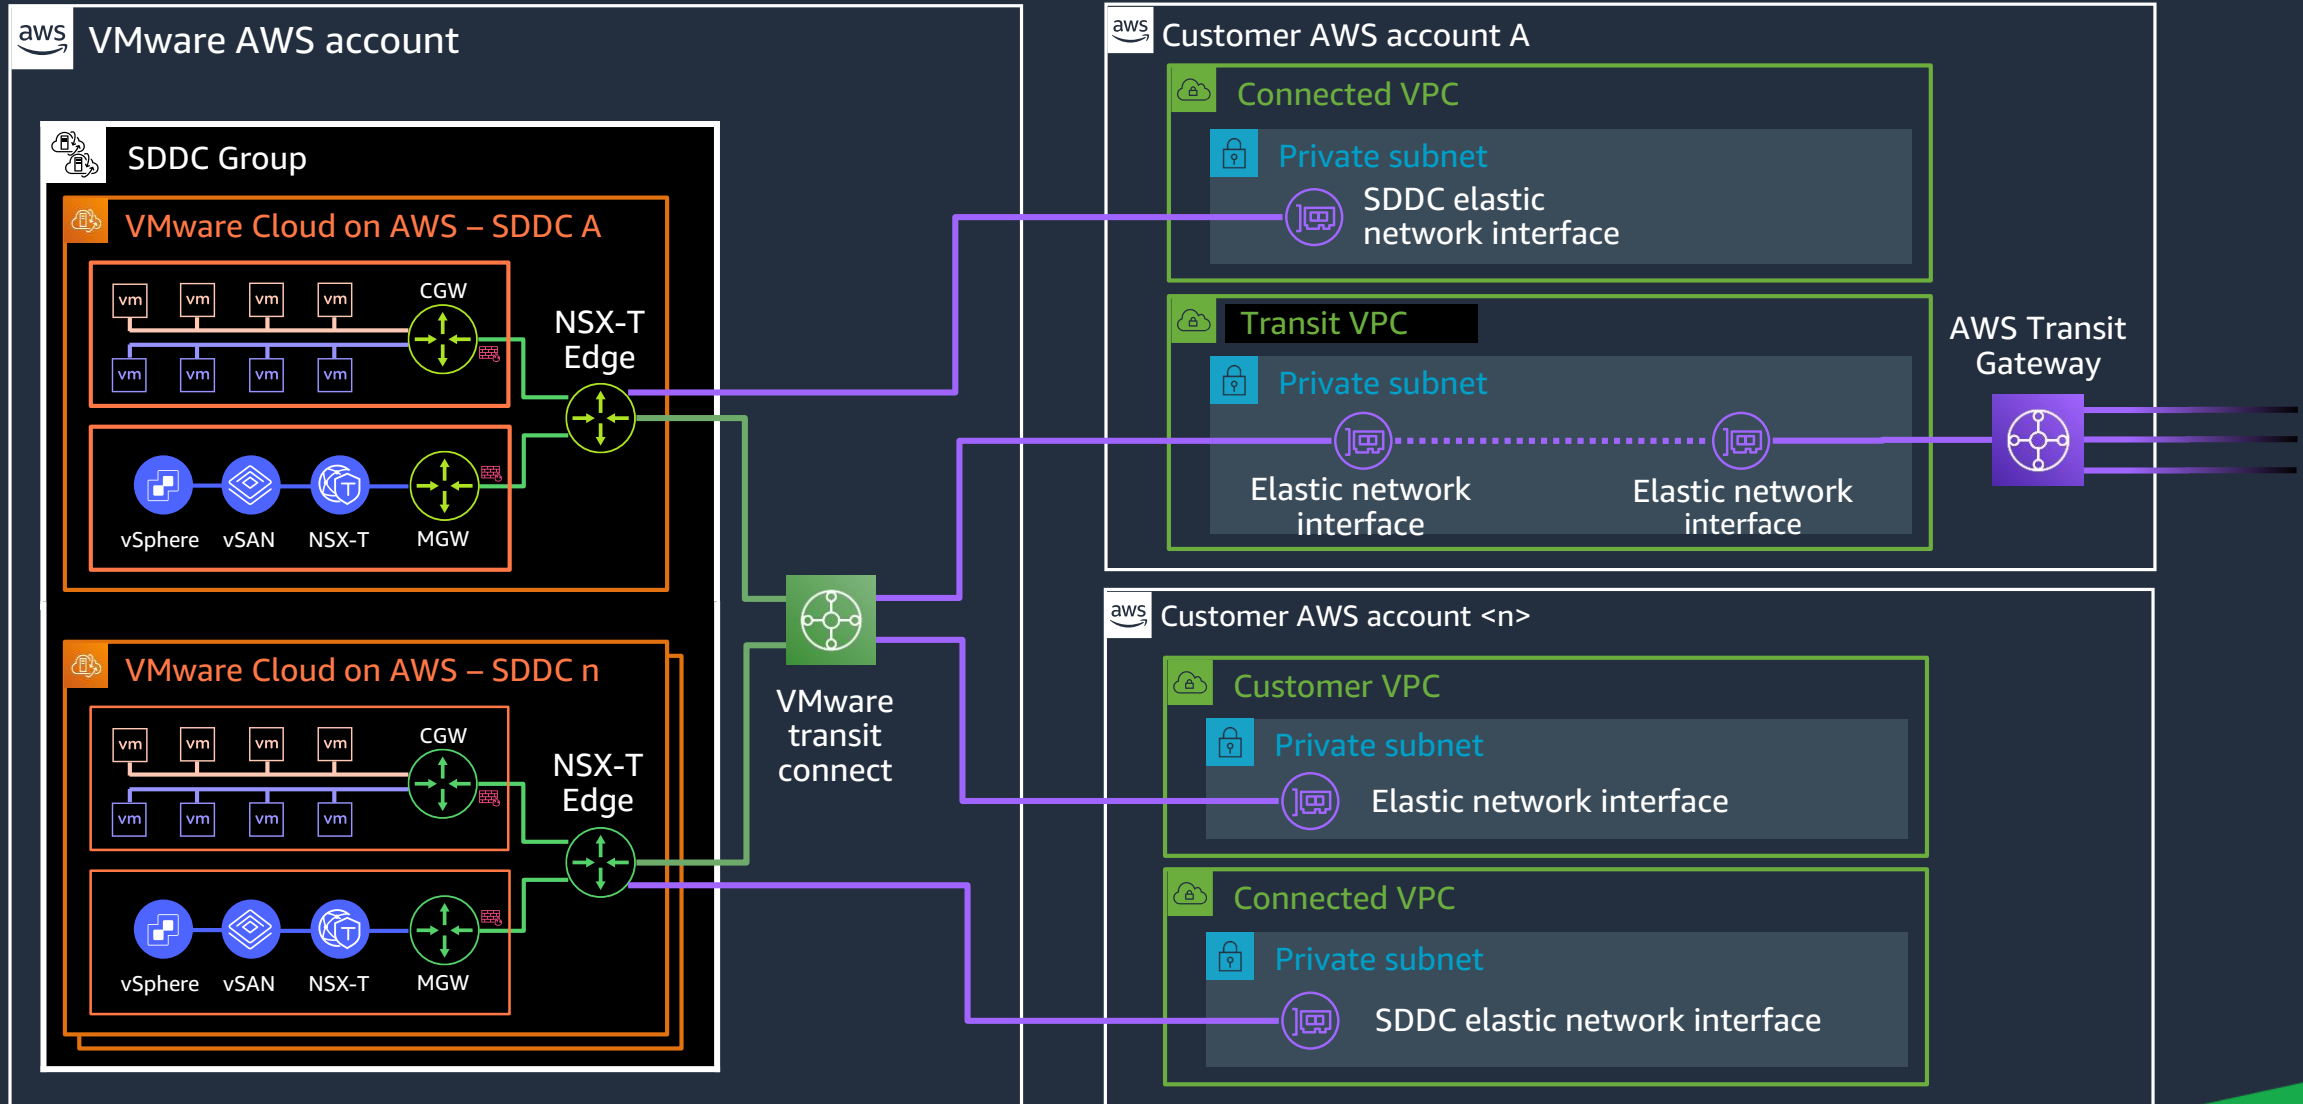 aws
VMware AWS account
SDDC Group
VMware Cloud on AWS – SDDC A
vm vm vm vm
CGW
vm vm vm vm
NSX-T
Edge
vSphere vSAN NSX-T MGW
T
VMware Cloud on AWS – SDDC n
vm vm vm vm
CGW
vm vm vm vm
NSX-T
Edge
vSphere vSAN NSX-T MGW
T
VMware
transit
connect
aws
Customer AWS account A
Connected VPC
Private subnet
SDDC elastic
network interface
Transit VPC
Private subnet
Elastic network
interface
Elastic network
interface
AWS Transit
Gateway
aws
Customer AWS account <n>
Customer VPC
Private subnet
Elastic network interface
Connected VPC
Private subnet
SDDC elastic network interface